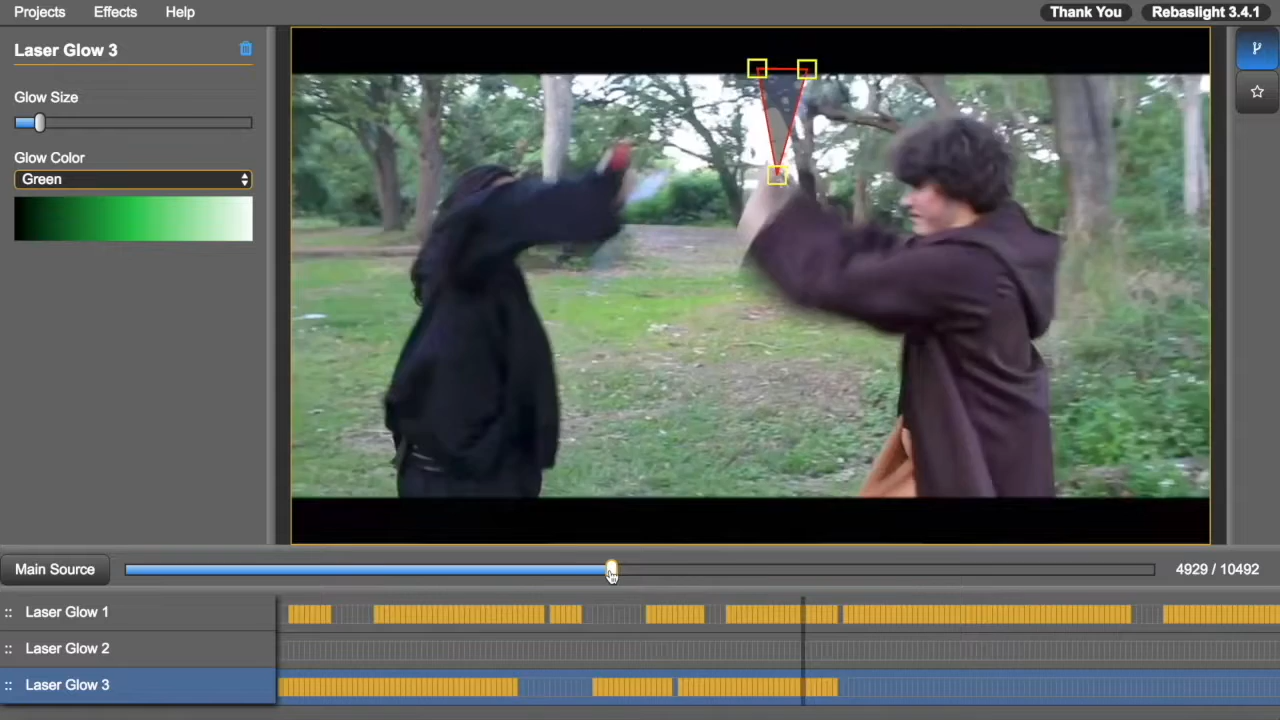 Projects Effects Help Thank You Rebaslight 3.4.1
Laser Glow 3
Glow Size
Glow Color
Green
Main Source 4929 / 10492
:: Laser Glow 1
:: Laser Glow 2
:: Laser Glow 3